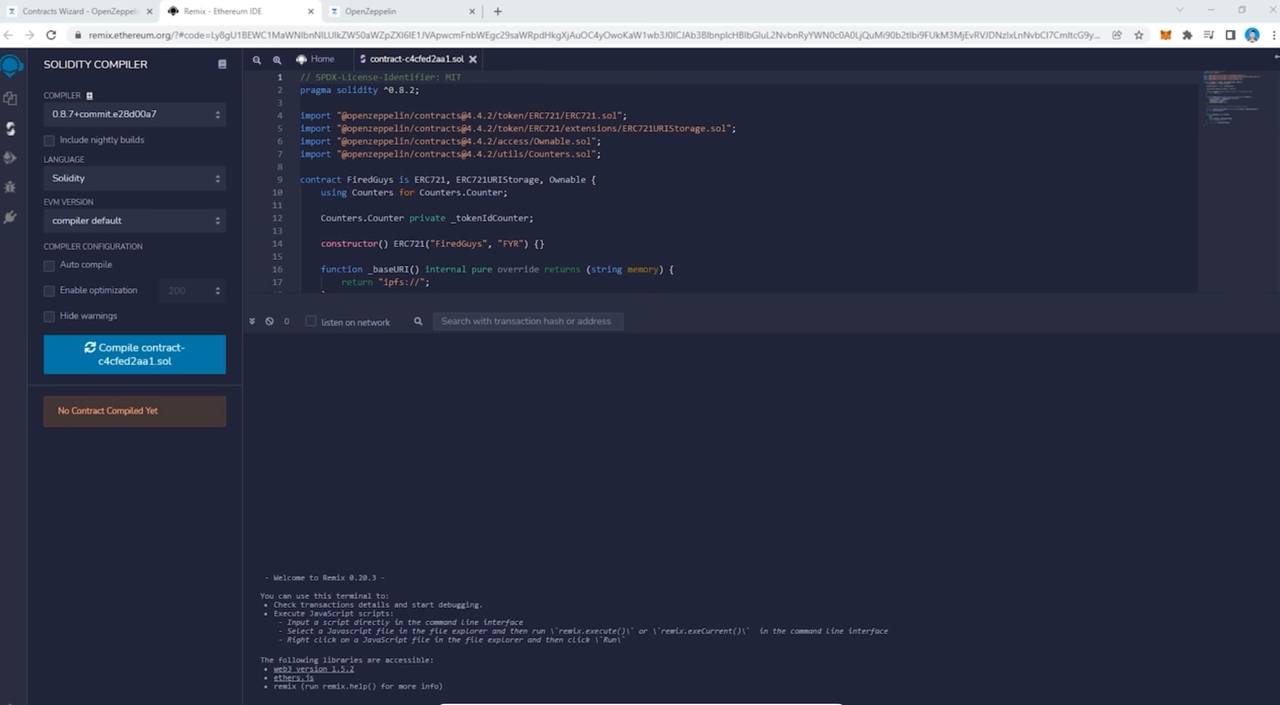 Contracts Wizard - OpenZeppelin
Remix - Ethereum IDE
OpenZeppelin
SOLIDITY COMPILER
COMPILER
0.8.7+commit.e28d00a7
Include nightly builds
LANGUAGE
Solidity
EVM VERSION
compiler default
COMPILER CONFIGURATION
Auto compile
Enable optimization
200
Hide warnings
Compile contract-
c4cfed2aa1.sol
No Contract Compiled Yet
Home
contract-c4cfed2aa1.sol
1 // SPDX-License-Identifier: MIT
2 pragma solidity ^0.8.2;
3
4 import "@openzeppelin/contracts@4.4.2/token/ERC721/ERC721.sol";
5 import "@openzeppelin/contracts@4.4.2/token/ERC721/extensions/ERC721URIStorage.sol";
6 import "@openzeppelin/contracts@4.4.2/access/Ownable.sol";
7 import "@openzeppelin/contracts@4.4.2/utils/Counters.sol";
8
9 contract FiredGuys is ERC721, ERC721URIStorage, Ownable {
10 using Counters for Counters.Counter;
11
12 Counters.Counter private _tokenIdCounter;
13
14 constructor() ERC721("FiredGuys", "FYR") {}
15
16 function _baseURI() internal pure override returns (string memory) {
17 return "ipfs://";
0
listen on network
Search with transaction hash or address
- Welcome to Remix 0.20.3 -
You can use this terminal to:
• Check transactions details and start debugging.
• Execute JavaScript scripts:
- Input a script directly in the command line interface
- Select a Javascript file in the file explorer and then run \`remix.execute()\` or \`remix.exeCurrent()\` in the command line interface
- Right click on a JavaScript file in the file explorer and then click \`Run\`
The following libraries are accessible:
• web3 version 1.5.2
• ethers.js
• remix (run remix.help() for more info)